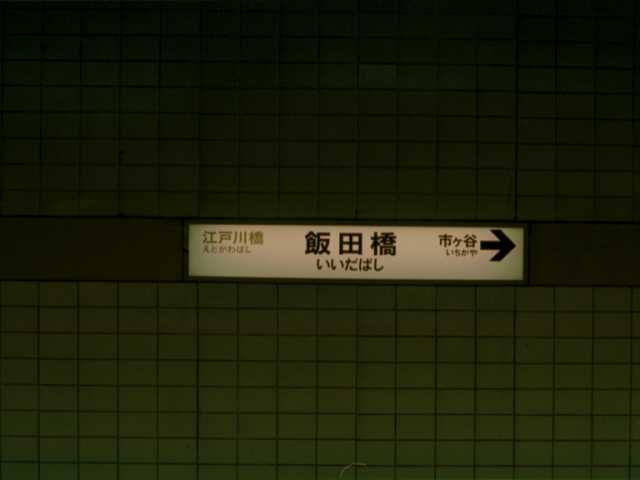 江戸川橋
えどがわばし
飯田橋
いいだばし
市ヶ谷
いちがや